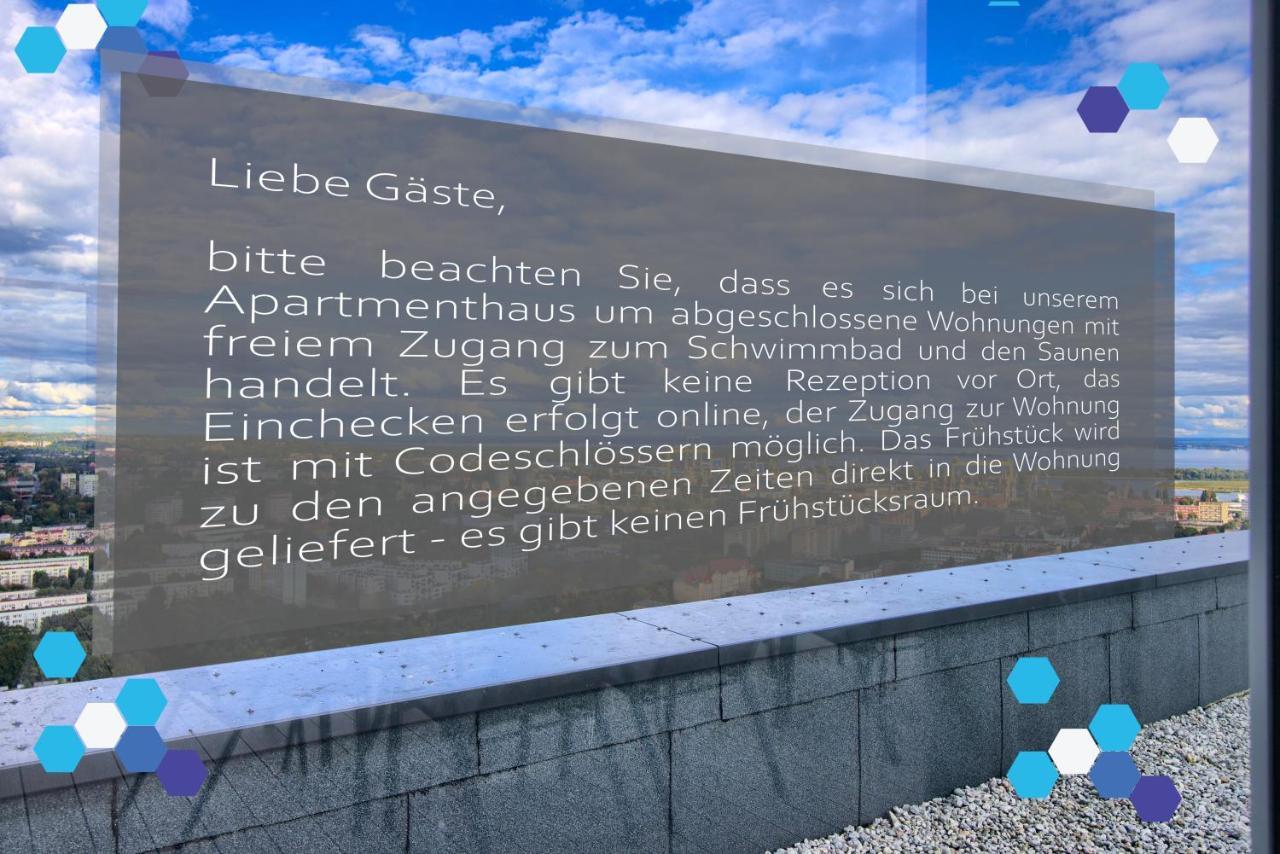 Liebe Gäste,
bitte beachten Sie, dass es sich bei unserem
Apartmenthaus um abgeschlossene Wohnungen mit
freiem Zugang zum Schwimmbad und den Saunen
handelt. Es gibt keine Rezeption vor Ort, das
Einchecken erfolgt online, der Zugang zur Wohnung
ist mit Codeschlössern möglich. Das Frühstück wird
zu den angegebenen Zeiten direkt in die Wohnung
geliefert - es gibt keinen Frühstücksraum.